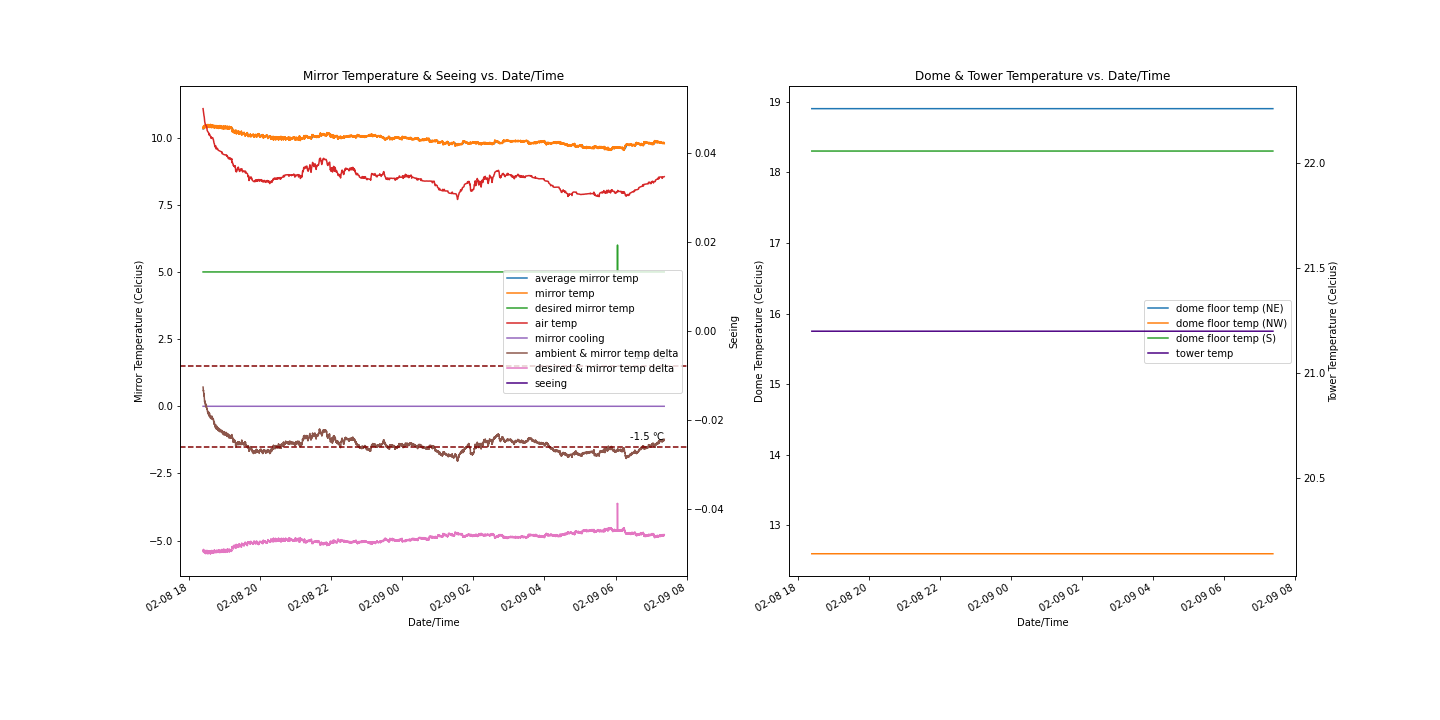 Mirror Temperature & Seeing vs. Date/Time
Mirror Temperature (Celcius)
10.0
7.5
5.0
2.5
0.0
−2.5
−5.0
0.04
0.02
0.00
−0.02
−0.04
Seeing
average mirror temp
mirror temp
desired mirror temp
air temp
mirror cooling
ambient & mirror temp delta
desired & mirror temp delta
seeing
-1.5 °C
02-08 18
02-08 20
02-08 22
02-09 00
02-09 02
02-09 04
02-09 06
02-09 08
Date/Time
Dome & Tower Temperature vs. Date/Time
Dome Temperature (Celcius)
19
18
17
16
15
14
13
22.0
21.5
21.0
20.5
Tower Temperature (Celcius)
dome floor temp (NE)
dome floor temp (NW)
dome floor temp (S)
tower temp
02-08 18
02-08 20
02-08 22
02-09 00
02-09 02
02-09 04
02-09 06
02-09 08
Date/Time